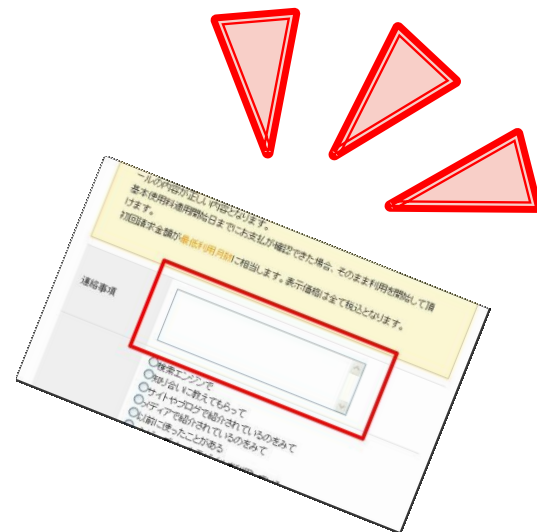 ールの内容が正しい内容となります。
基本使用料適用開始日までにお支払が確認できた場合、そのまま利用を開始して頂
けます。
初回請求金額が最低利用月額に相当します。表示価格は全て税込となります。
連絡事項
検索エンジンで
知り合いに教えてもらって
サイトやブログで紹介されているのをみて
メディアで紹介されているのをみて
以前に使ったことがある